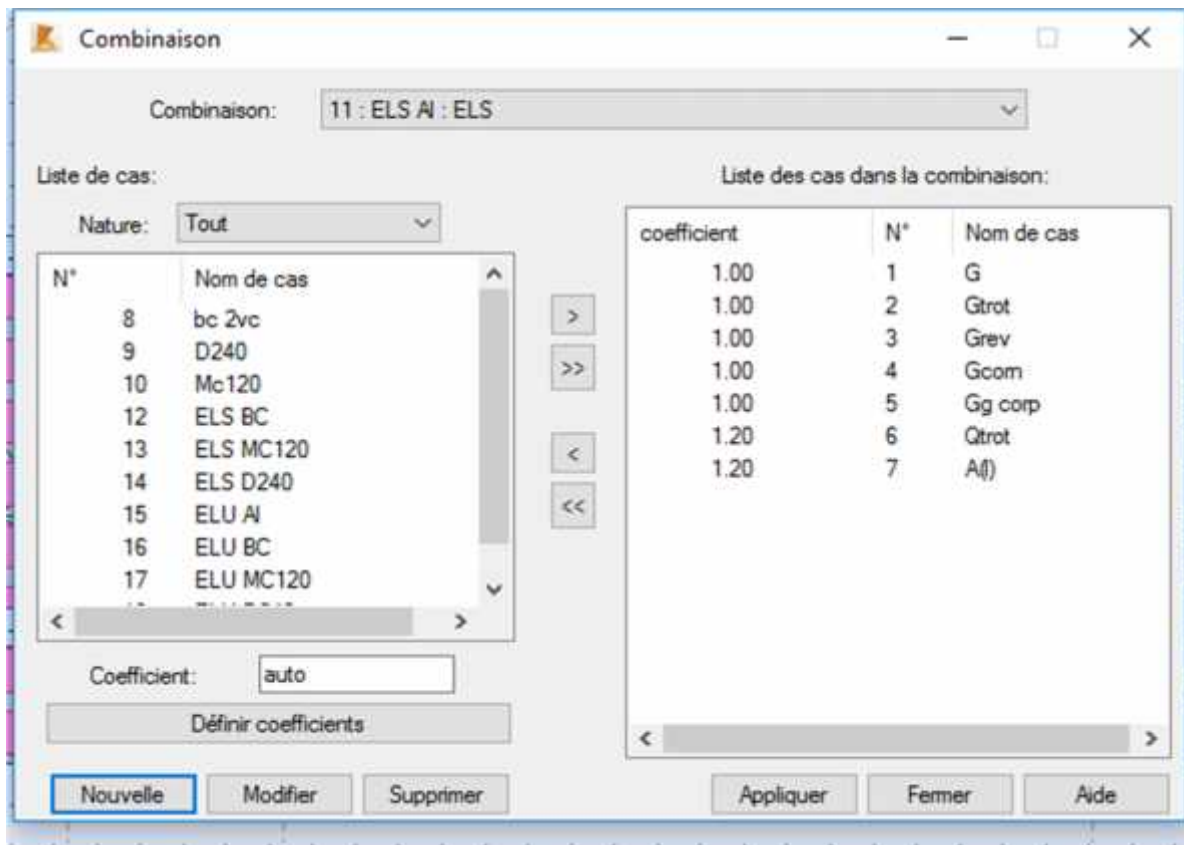 Combinaison
Combinaison: 11 : ELS Al : ELS
Liste de cas:
Nature: Tout
N° Nom de cas
8 bc 2vc
9 D240
10 Mc120
12 ELS BC
13 ELS MC120
14 ELS D240
15 ELU Al
16 ELU BC
17 ELU MC120
Coefficient: auto
Définir coefficients
Nouvelle Modifier Supprimer
> 
>>
<
<<
Liste des cas dans la combinaison:
coefficient N° Nom de cas
1.00 1 G
1.00 2 Gtrot
1.00 3 Grev
1.00 4 Gcorn
1.00 5 Gg corp
1.20 6 Qtrot
1.20 7 A(l)
Appliquer Fermer Aide